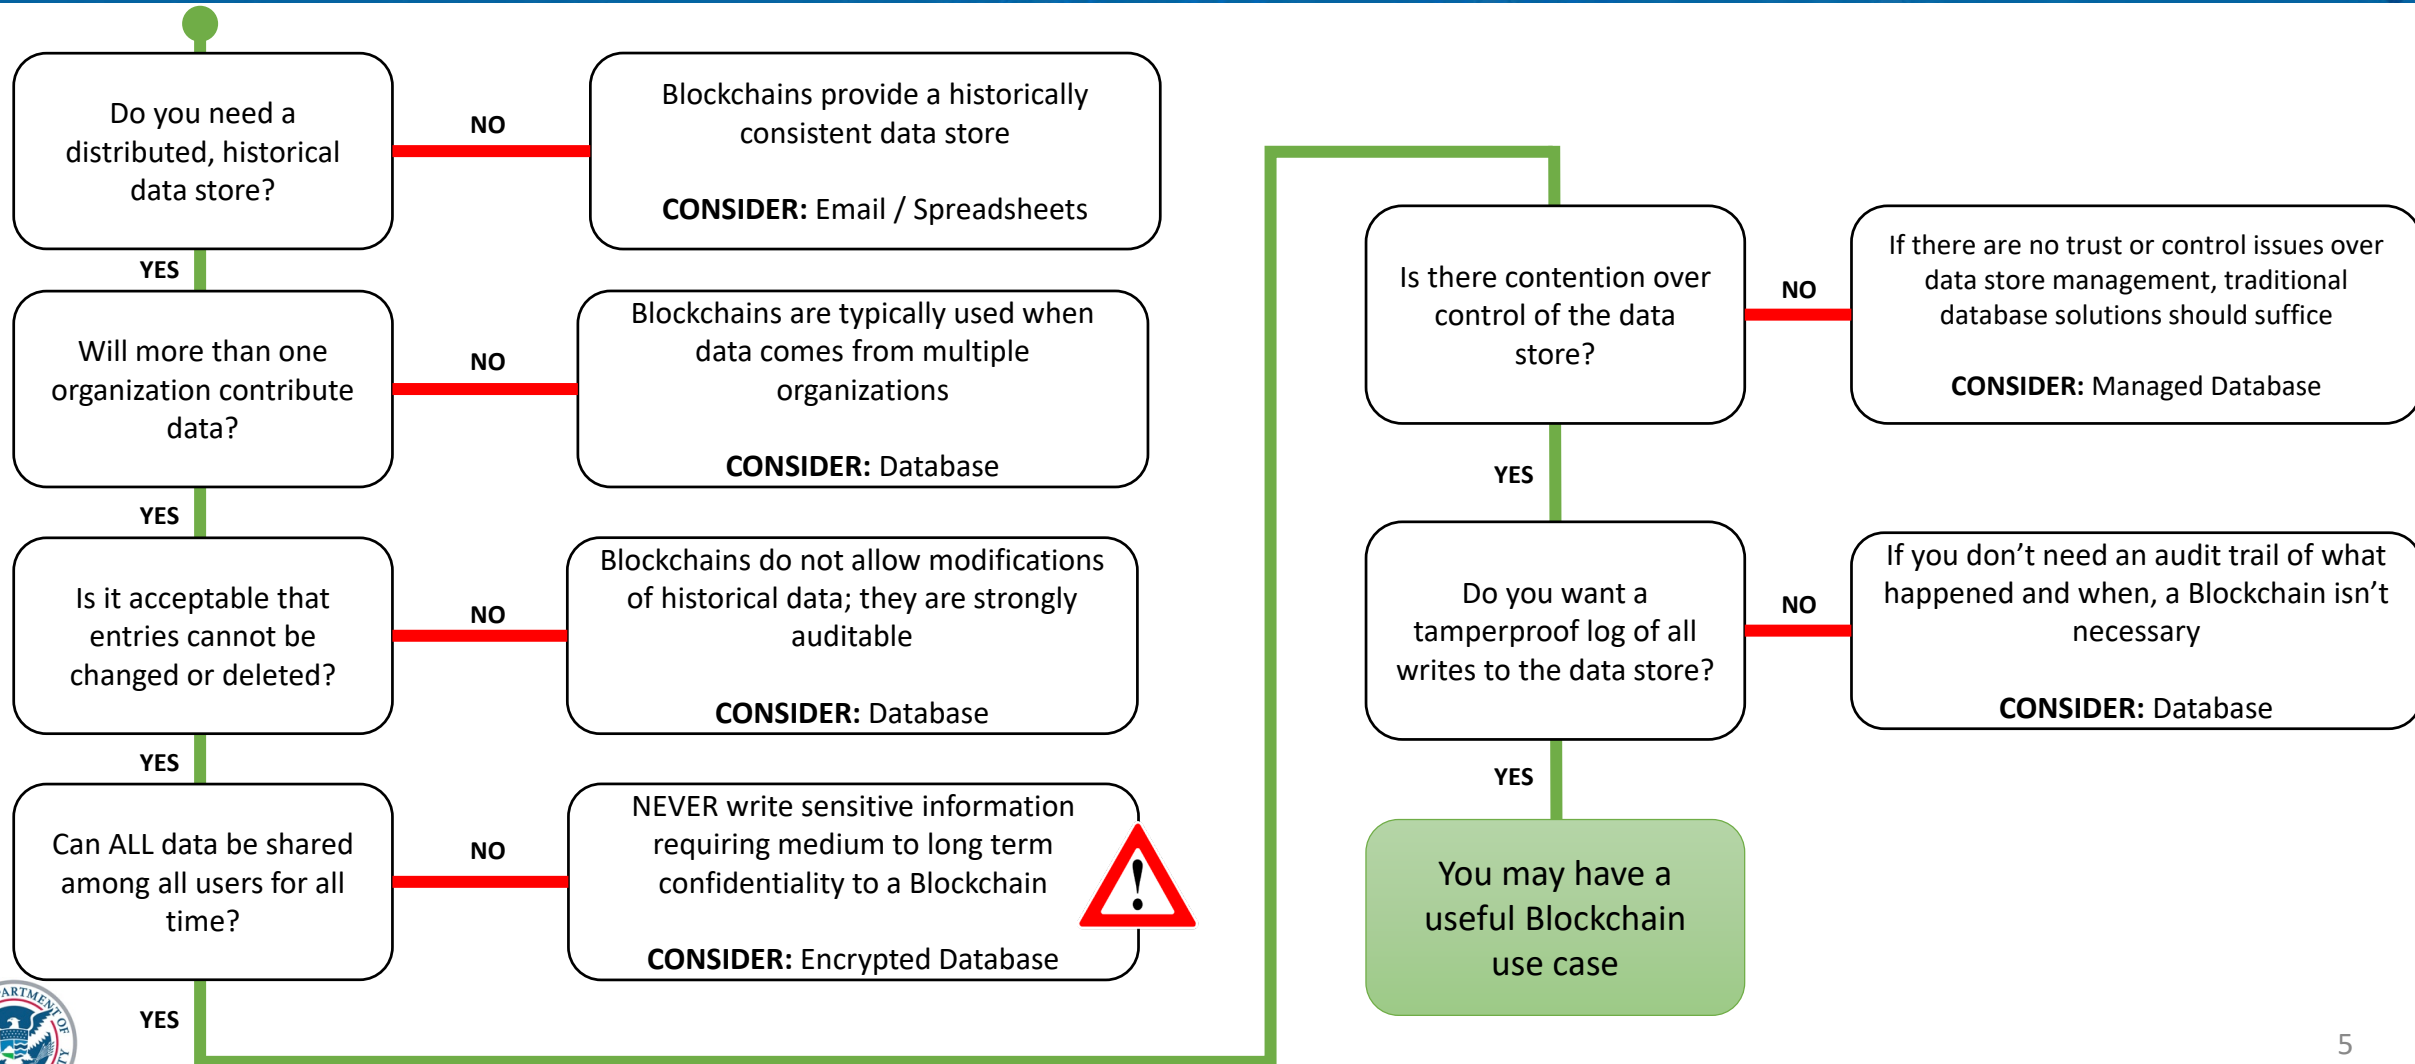 Do you need a
distributed, historical
data store?
NO
Blockchains provide a historically
consistent data store
CONSIDER: Email / Spreadsheets
YES
Will more than one
organization contribute
data?
NO
Blockchains are typically used when
data comes from multiple
organizations
CONSIDER: Database
YES
Is it acceptable that
entries cannot be
changed or deleted?
NO
Blockchains do not allow modifications
of historical data; they are strongly
auditable
CONSIDER: Database
YES
Can ALL data be shared
among all users for all
time?
NO
NEVER write sensitive information
requiring medium to long term
confidentiality to a Blockchain
CONSIDER: Encrypted Database
!
YES
Is there contention over
control of the data
store?
NO
If there are no trust or control issues over
data store management, traditional
database solutions should suffice
CONSIDER: Managed Database
YES
Do you want a
tamperproof log of all
writes to the data store?
NO
If you don’t need an audit trail of what
happened and when, a Blockchain isn’t
necessary
CONSIDER: Database
YES
You may have a
useful Blockchain
use case
5